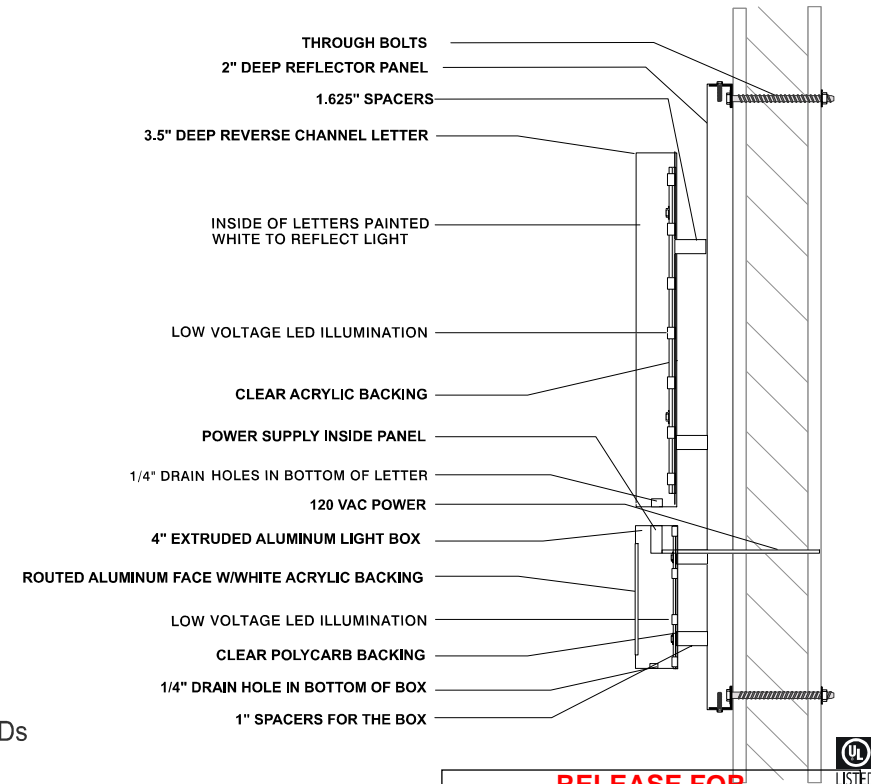 THROUGH BOLTS
2" DEEP REFLECTOR PANEL
1.625" SPACERS
3.5" DEEP REVERSE CHANNEL LETTER
INSIDE OF LETTERS PAINTED
WHITE TO REFLECT LIGHT
LOW VOLTAGE LED ILLUMINATION
CLEAR ACRYLIC BACKING
POWER SUPPLY INSIDE PANEL
1/4" DRAIN HOLES IN BOTTOM OF LETTER
120 VAC POWER
4" EXTRUDED ALUMINUM LIGHT BOX
ROUTED ALUMINUM FACE W/WHITE ACRYLIC BACKING
LOW VOLTAGE LED ILLUMINATION
CLEAR POLYCARB BACKING
1/4" DRAIN HOLE IN BOTTOM OF BOX
1" SPACERS FOR THE BOX
Ds
UL
LISTED
RELEASE FOR